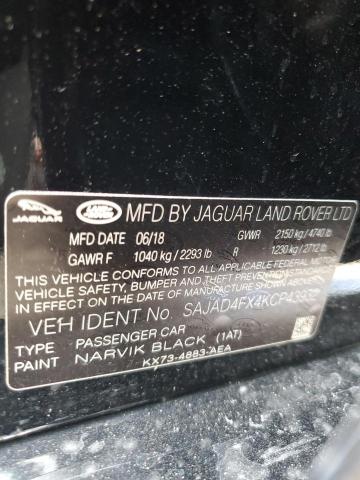 JAGUAR LAND ROVER MFD BY JAGUAR LAND ROVER LTD
MFD DATE 06/18 GVWR 2150 kg / 4740 lb
GAWR F 1040 kg / 2293 lb R 1230 kg / 2712 lb
THIS VEHICLE CONFORMS TO ALL APPLICABLE FEDERAL MOTOR
VEHICLE SAFETY, BUMPER AND THEFT PREVENTION
STANDARDS IN EFFECT ON THE DATE OF MANUFACTURE SHOWN ABOVE
VEH IDENT No.
TYPE PASSENGER CAR
PAINT NARVIK BLACK (1AT)
KX73-4883-AEA